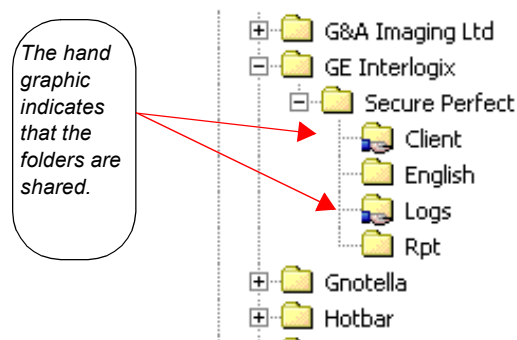 The hand
graphic
indicates
that the
folders are
shared.
G&A Imaging Ltd
GE Interlogix
Secure Perfect
Client
English
Logs
Rpt
Gnotella
Hotbar